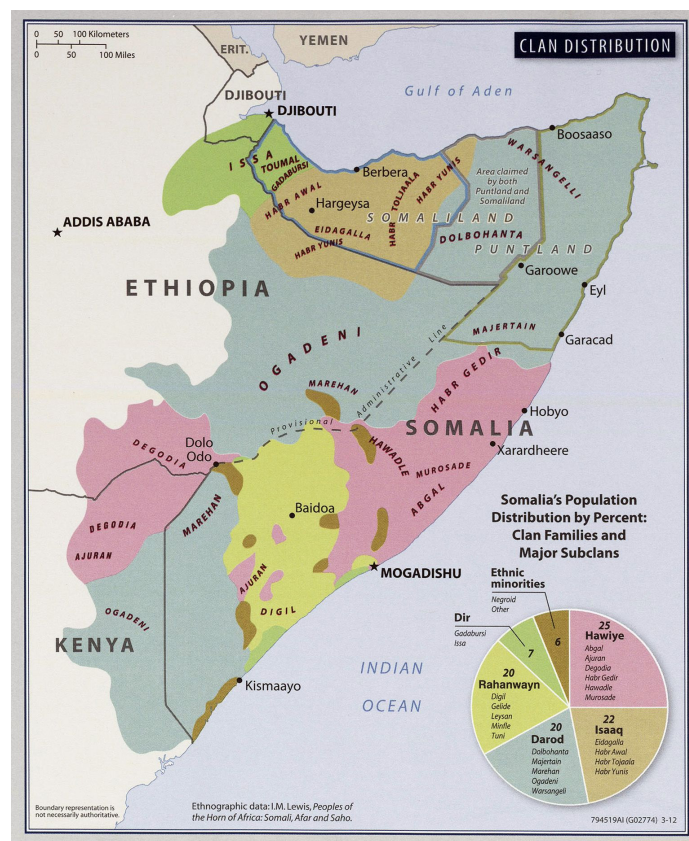 0 50 100 Kilometers
0 50 100 Miles
ERIT.
YEMEN
CLAN DISTRIBUTION
DJIBOUTI
DJIBOUTI
Gulf of Aden
Boosaaso
ISSA
TOUMAL
GADABURSI
Berbera
WARSANGELLI
Area claimed
by both
Puntland and
Somaliland
HABR AWAL
HABR TOLJAALA
HABR YUNIS
Hargeysa
SOMALILAND
ADDIS ABABA
EIDAGALLA
HABR YUNIS
DOLBOHANTA
PUNTLAND
Garoowe
ETHIOPIA
Eyl
OGADENI
MAJERTAIN
Garacad
Provisional Administrative Line
MAREHAN
HABR GEDIR
Hobyo
SOMALIA
DEGODIA
Dolo
Odo
HAWADLE
Xarardheere
MUROSADE
ABGAL
MAREHAN
Baidoa
DEGODIA
AJURAN
AJURAN
MOGADISHU
DIGIL
OGADENI
KENYA
Kismaayo
INDIAN
OCEAN
Somalia's Population
Distribution by Percent:
Clan Families and
Major Subclans
Ethnic
minorities
Negroid
Other
6
Dir
Gadabursi
Issa
7
25
Hawiye
Abgal
Ajuran
Degodia
Habr Gedir
Hawadle
Murosade
20
Rahanwayn
Digil
Gelide
Leysan
Minfle
Tuni
22
Isaaq
Eidagalla
Habr Awal
Habr Tojaala
Habr Yunis
20
Darod
Dolbohanta
Majertain
Marehan
Ogadeni
Warsangeli
Boundary representation is
not necessarily authoritative.
Ethnographic data: I.M. Lewis, Peoples of
the Horn of Africa: Somali, Afar and Saho.
794519AI (G02774) 3-12